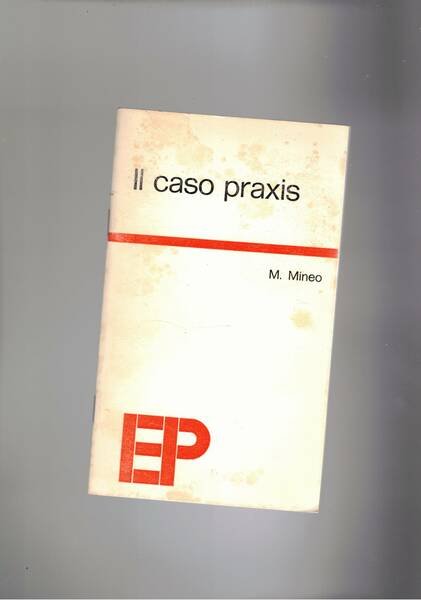 Il caso praxis
M. Mineo
EP